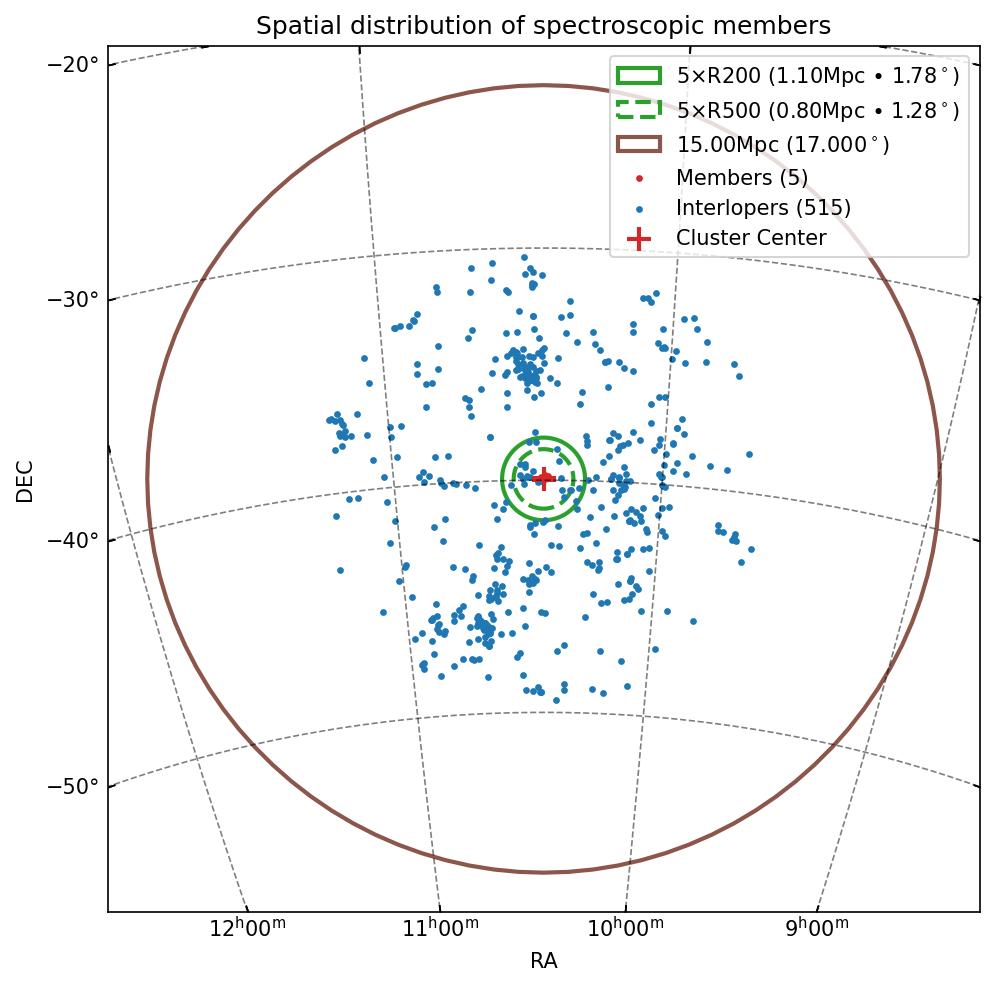 Spatial distribution of spectroscopic members
5×R200 (1.10Mpc • 1.78°)
5×R500 (0.80Mpc • 1.28°)
15.00Mpc (17.000°)
Members (5)
Interlopers (515)
Cluster Center
−20°
−30°
−40°
−50°
DEC
12ʰ00ᵐ 11ʰ00ᵐ 10ʰ00ᵐ 9ʰ00ᵐ
RA